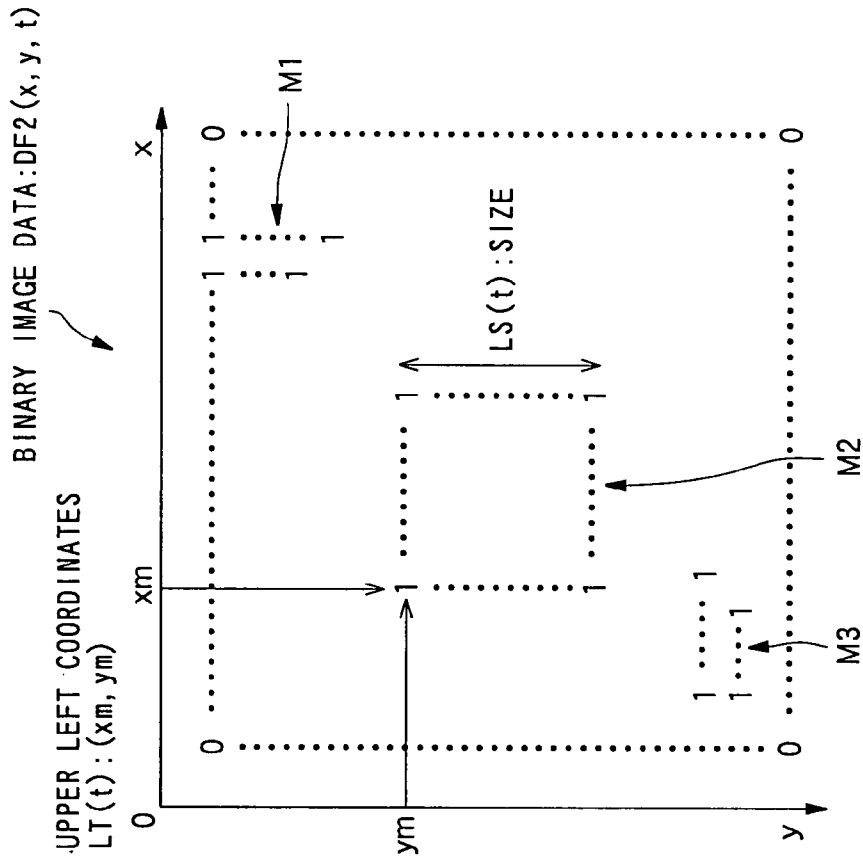 BINARY IMAGE DATA:DF2(x,y,t)
UPPER LEFT COORDINATES
LT(t):(xm,ym)
0 xm x
0 1 1 0
M1
1
1
ym 1 1
LS(t):SIZE
1 1
M2
1 1
1 1
M3
0 0
y